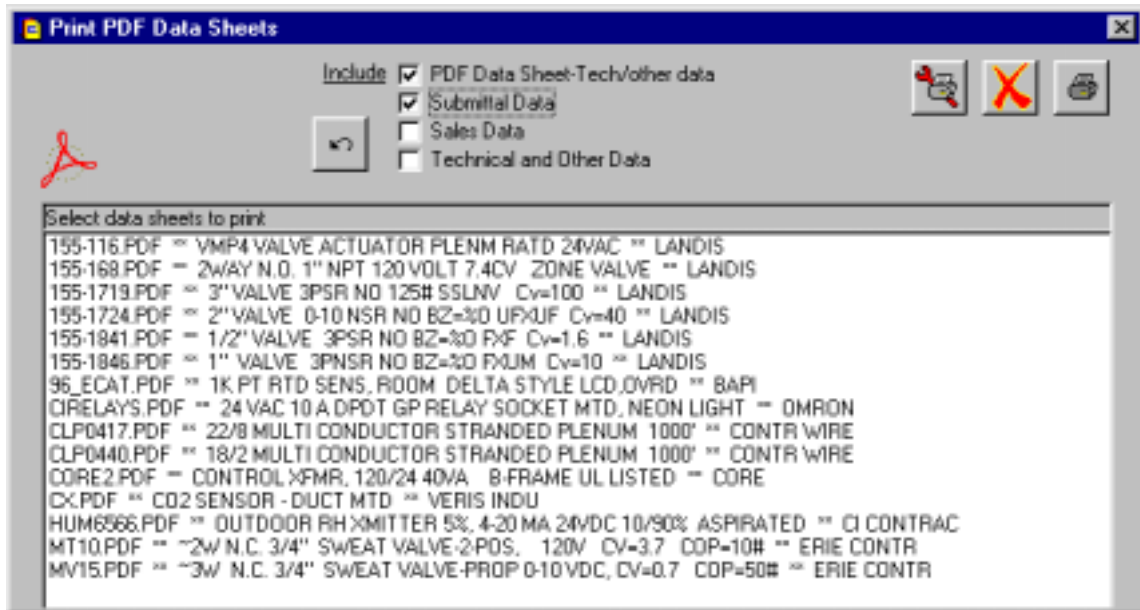 Print PDF Data Sheets
Include PDF Data Sheet-Tech/other data
Submittal Data
Sales Data
Technical and Other Data
Select data sheets to print
155-116.PDF ** VMP4 VALVE ACTUATOR PLENM RATD 24VAC ** LANDIS
155-168.PDF ** 2WAY N.O. 1" NPT 120 VOLT 7.4CV ZONE VALVE ** LANDIS
155-1719.PDF ** 3" VALVE 3PSR NO 125# SSLNV Cv=100 ** LANDIS
155-1724.PDF ** 2" VALVE 0-10 NSR NO BZ=%O UFXUF Cv=40 ** LANDIS
155-1841.PDF ** 1/2" VALVE 3PSR NO BZ=%O FXF Cv=1.6 ** LANDIS
155-1846.PDF ** 1" VALVE 3PNSR NO BZ=%O FXUM Cv=10 ** LANDIS
96_ECAT.PDF ** 1K PT RTD SENS, ROOM DELTA STYLE LCD,OVRD ** BAPI
CIRELAYS.PDF ** 24 VAC 10 A DPDT GP RELAY SOCKET MTD, NEON LIGHT ** OMRON
CLP0417.PDF ** 22/8 MULTI CONDUCTOR STRANDED PLENUM 1000' ** CONTR WIRE
CLP0440.PDF ** 18/2 MULTI CONDUCTOR STRANDED PLENUM 1000' ** CONTR WIRE
CORE2.PDF ** CONTROL XFMR, 120/24 40VA B-FRAME UL LISTED ** CORE
CX.PDF ** CO2 SENSOR - DUCT MTD ** VERIS INDU
HUM6566.PDF ** OUTDOOR RH XMITTER 5%, 4-20 MA 24VDC 10/90% ASPIRATED ** CI CONTRAC
MT10.PDF ** ~2W N.C. 3/4" SWEAT VALVE-2-POS, 120V CV=3.7 COP=10# ** ERIE CONTR
MV15.PDF ** ~3W N.C. 3/4" SWEAT VALVE-PROP 0-10 VDC, CV=0.7 COP=50# ** ERIE CONTR